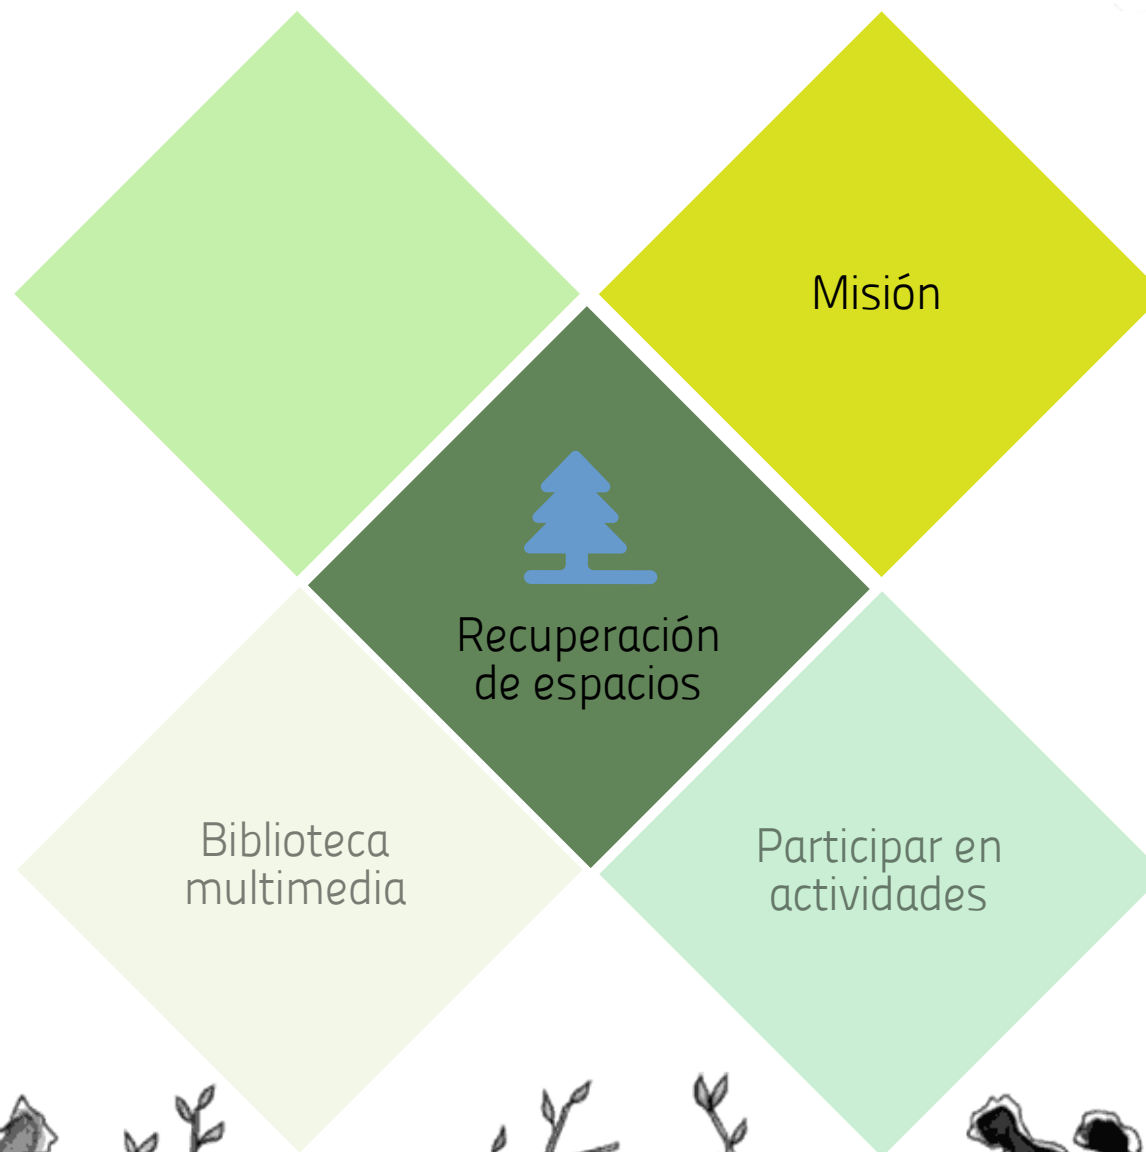 Misión
Recuperación
de espacios
Biblioteca
multimedia
Participar en
actividades